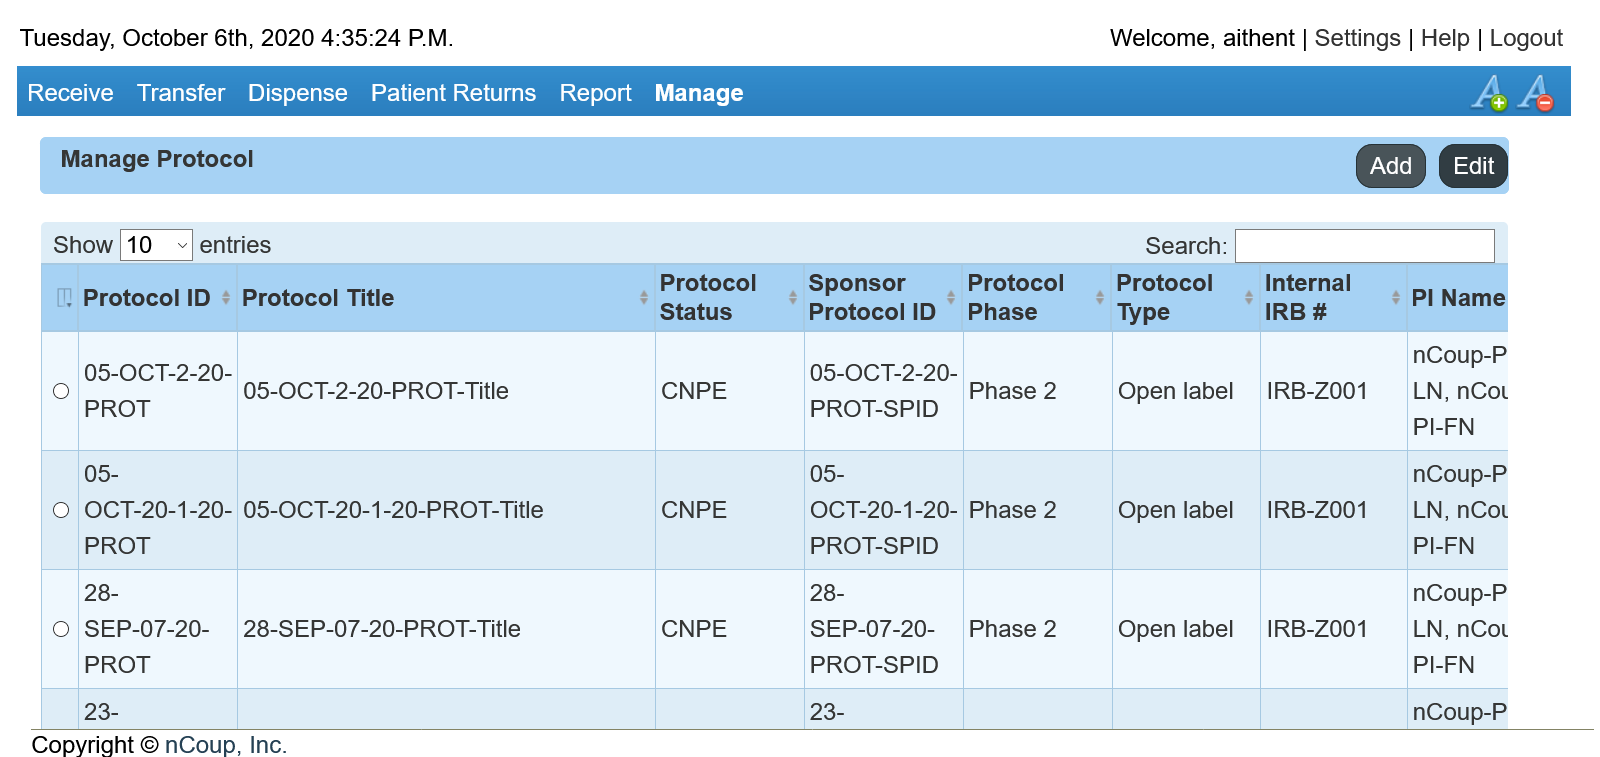 Tuesday, October 6th, 2020 4:35:24 P.M.
Welcome, aithent | Settings | Help | Logout
Receive Transfer Dispense Patient Returns Report Manage
Manage Protocol
Add Edit
Show 10 entries
Search:
Protocol ID
Protocol Title
Protocol
Status
Sponsor
Protocol ID
Protocol
Phase
Protocol
Type
Internal
IRB #
PI Name
05-OCT-2-20-
PROT
05-OCT-2-20-PROT-Title
CNPE
05-OCT-2-20-
PROT-SPID
Phase 2
Open label
IRB-Z001
nCoup-P
LN, nCou
PI-FN
05-
OCT-20-1-20-
PROT
05-OCT-20-1-20-PROT-Title
CNPE
05-
OCT-20-1-20-
PROT-SPID
Phase 2
Open label
IRB-Z001
nCoup-P
LN, nCou
PI-FN
28-
SEP-07-20-
PROT
28-SEP-07-20-PROT-Title
CNPE
28-
SEP-07-20-
PROT-SPID
Phase 2
Open label
IRB-Z001
nCoup-P
LN, nCou
PI-FN
23-
23-
nCoup-P
Copyright © nCoup, Inc.